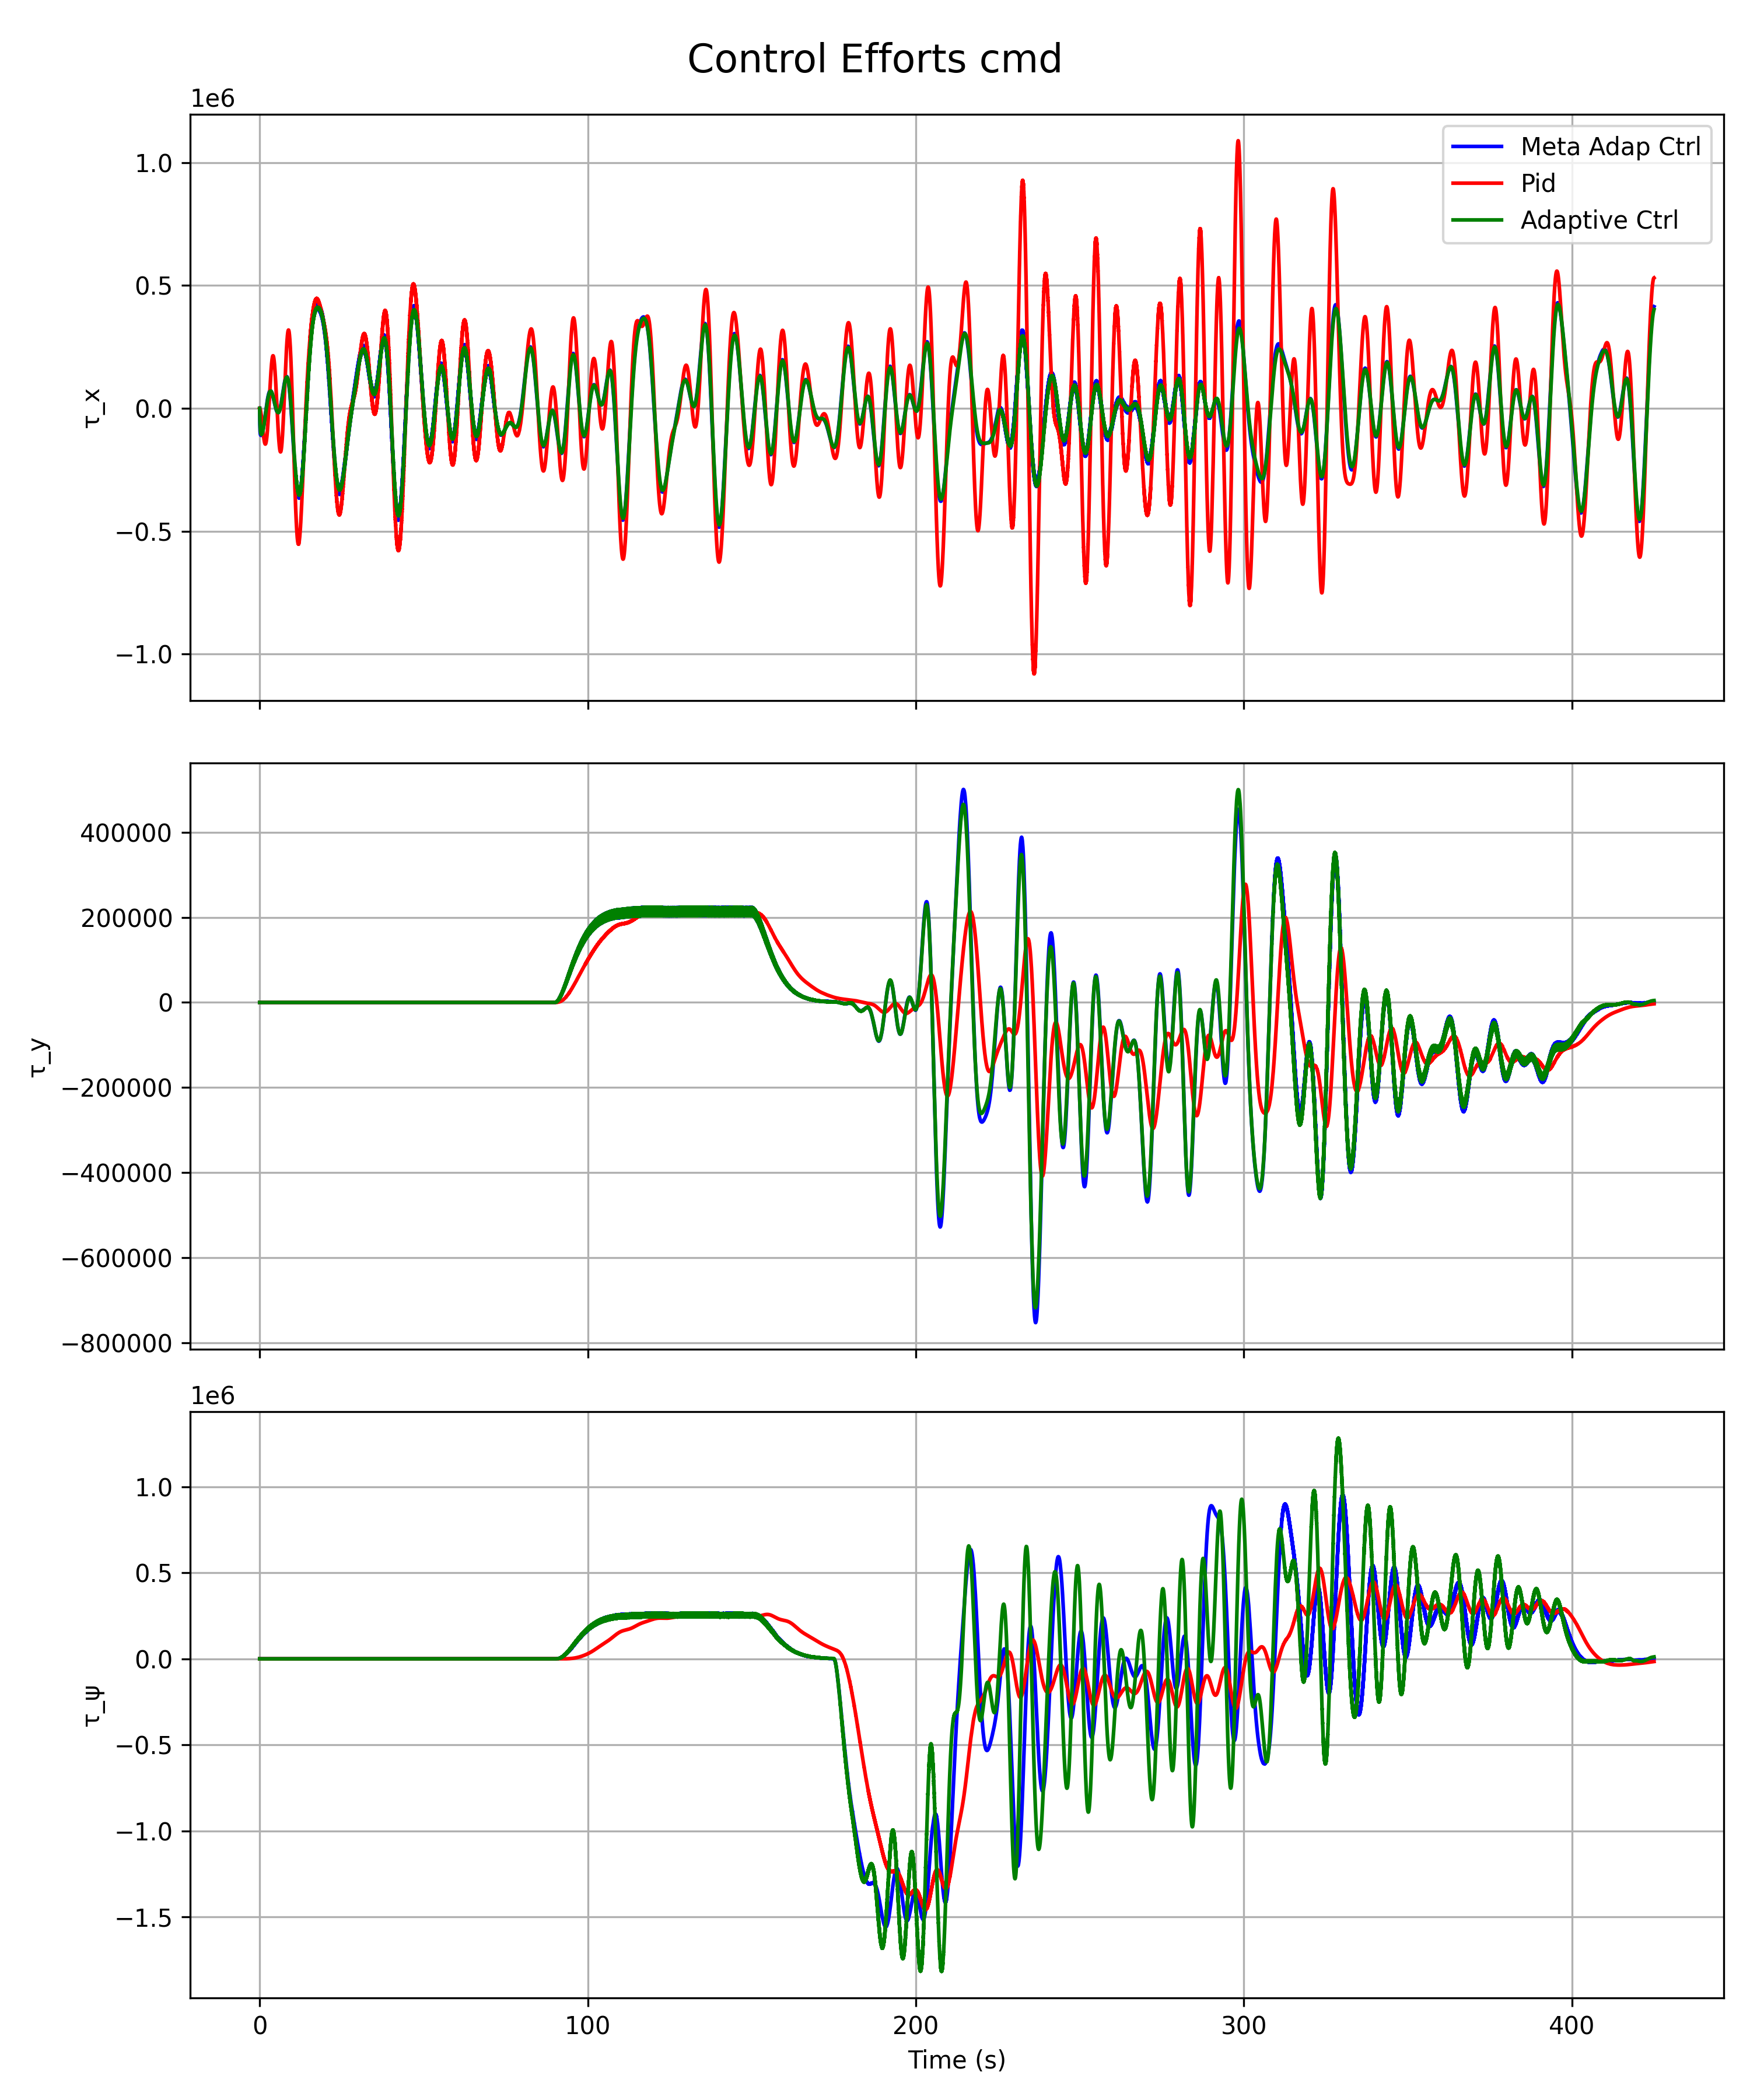 Control Efforts cmd
1e6
Meta Adap Ctrl
Pid
Adaptive Ctrl
1.0
0.5
0.0
−0.5
−1.0
τ_x
400000
200000
0
−200000
−400000
−600000
−800000
τ_y
1e6
1.0
0.5
0.0
−0.5
−1.0
−1.5
τ_ψ
0 100 200 300 400
Time (s)